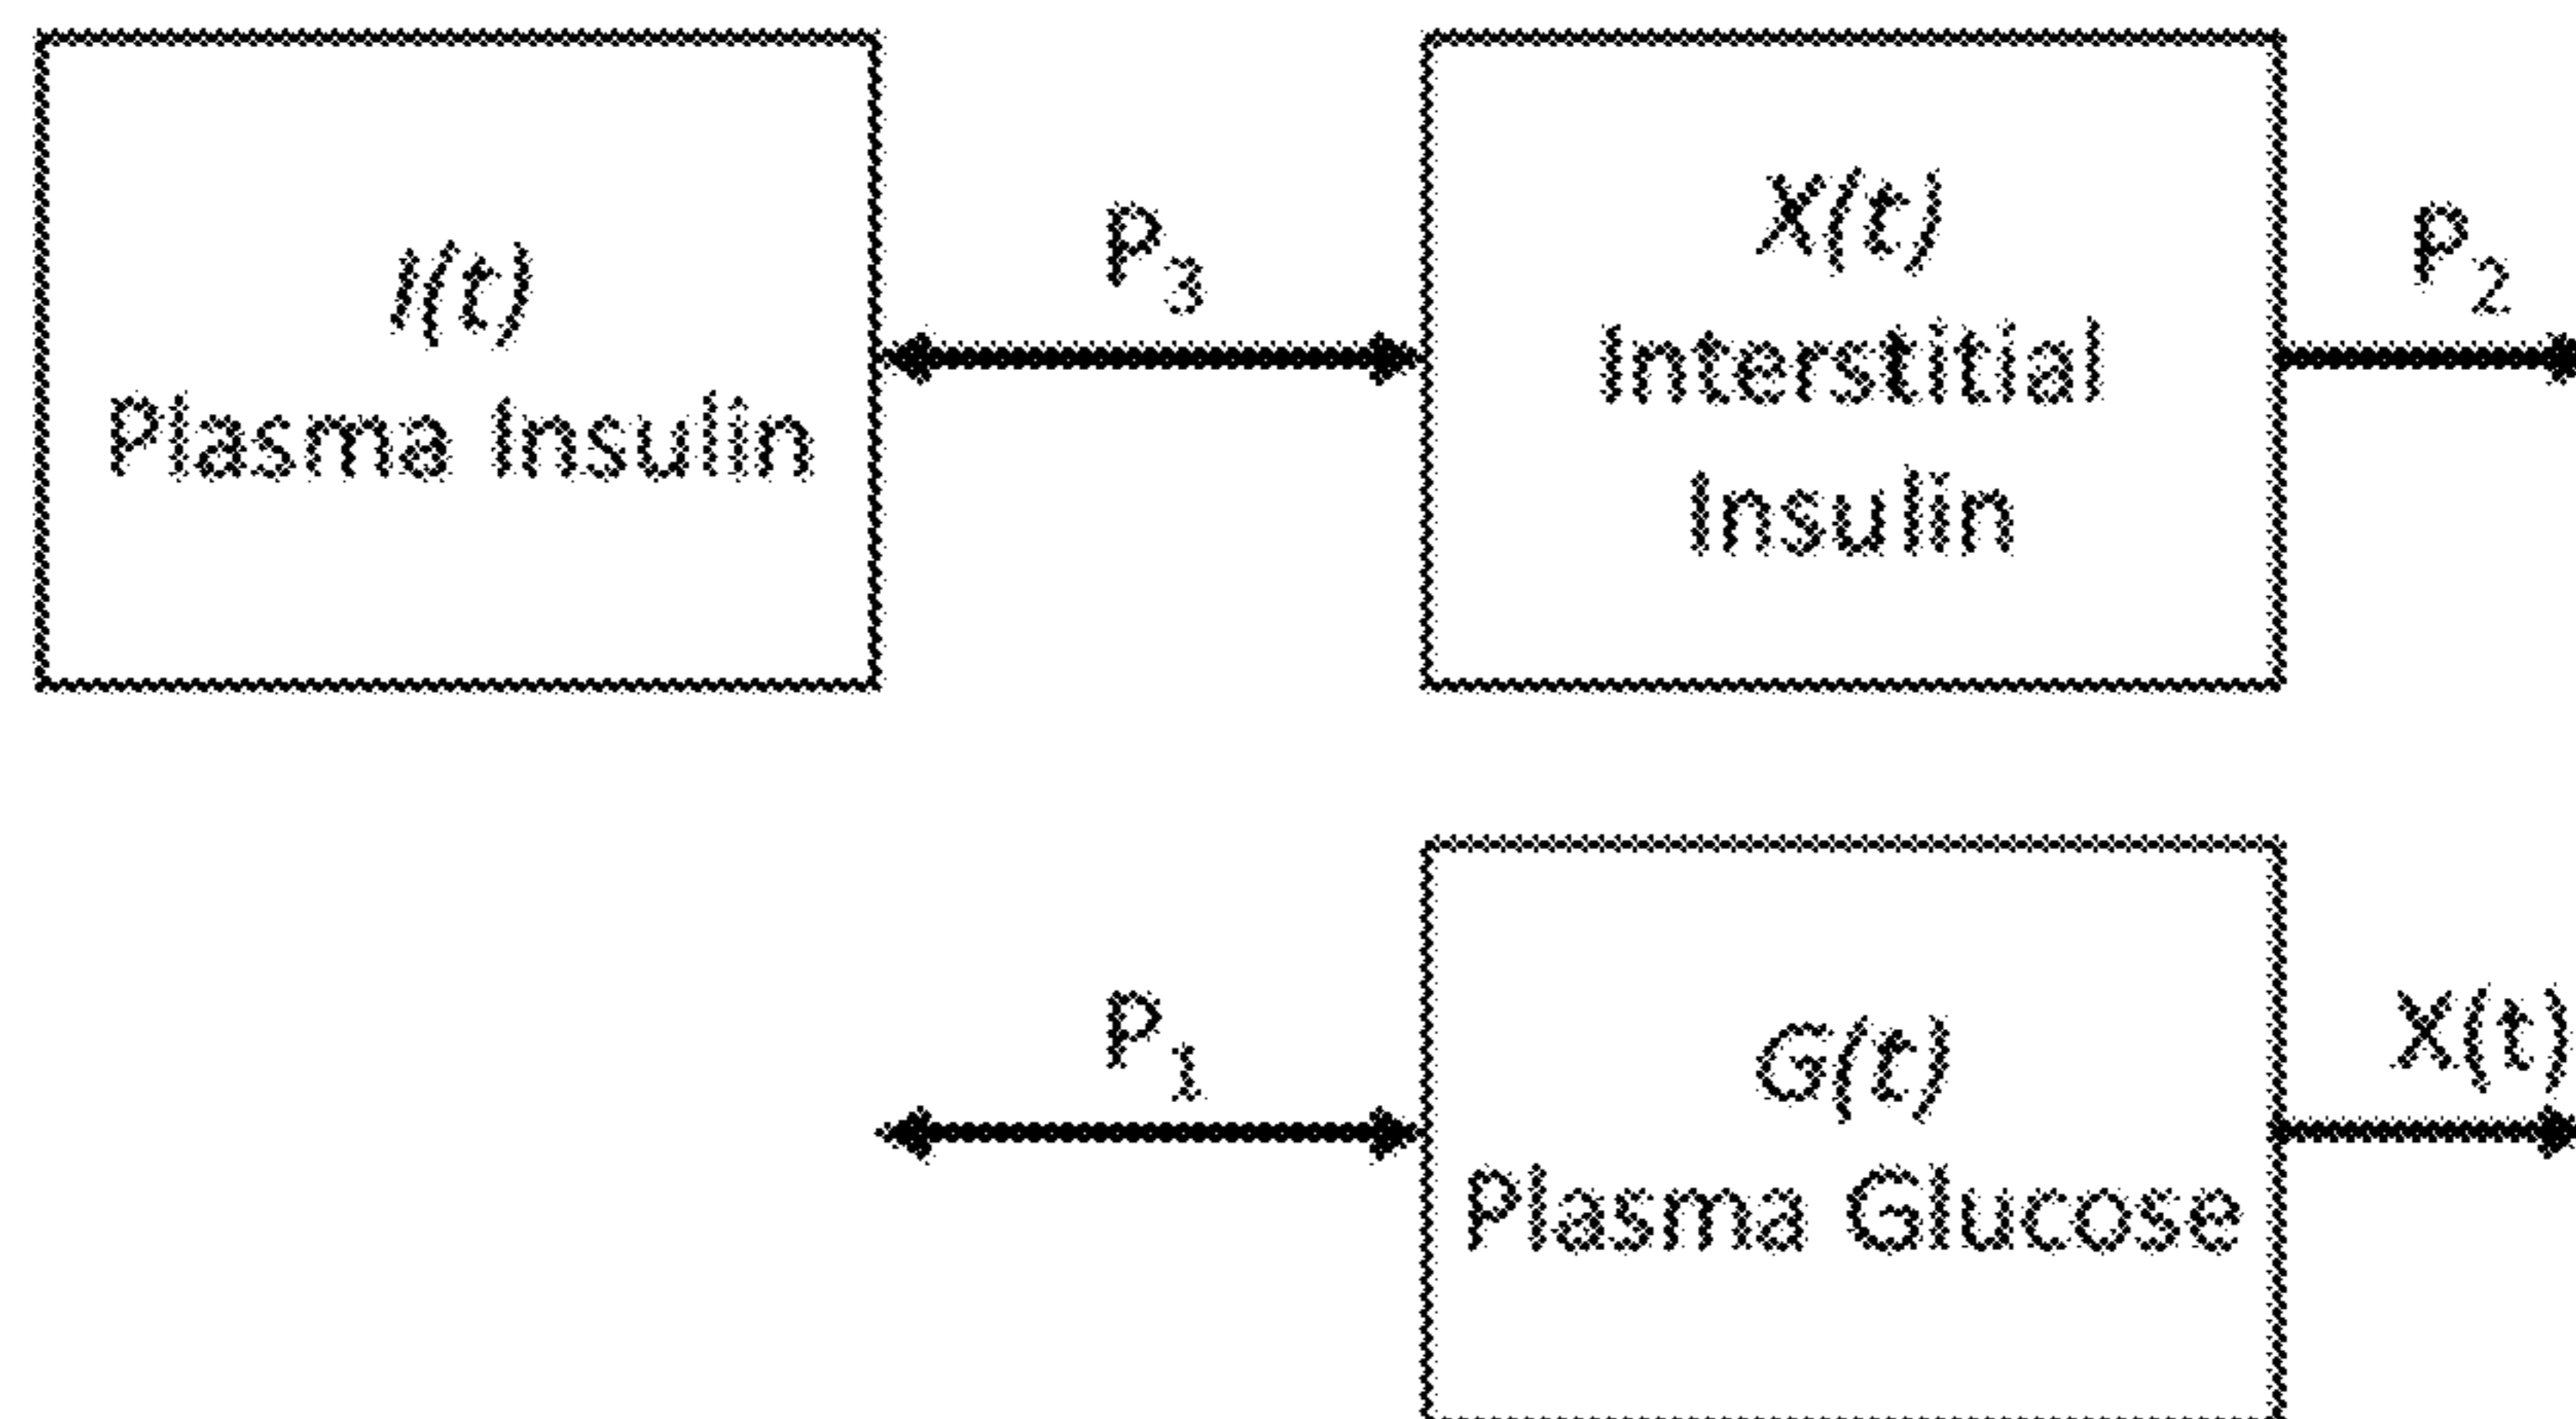 I(t)
Plasma Insulin
P3
X(t)
Interstitial
Insulin
P2
P1
G(t)
Plasma Glucose
X(t)